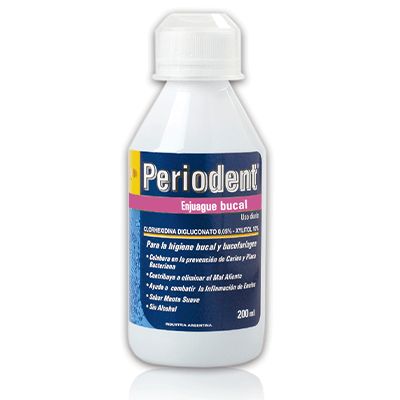 Periodent®
Enjuague bucal
Uso diario
CLORHEXIDINA DIGLUCONATO 0,05% - XYLITOL 10%
Para la higiene bucal y bucofaríngea
• Colabora en la prevención de Caries y Placa
Bacteriana
• Contribuye a eliminar el Mal Aliento
• Ayuda a combatir la Inflamación de Encías
• Sabor Menta Suave
• Sin Alcohol
200 ml
INDUSTRIA ARGENTINA